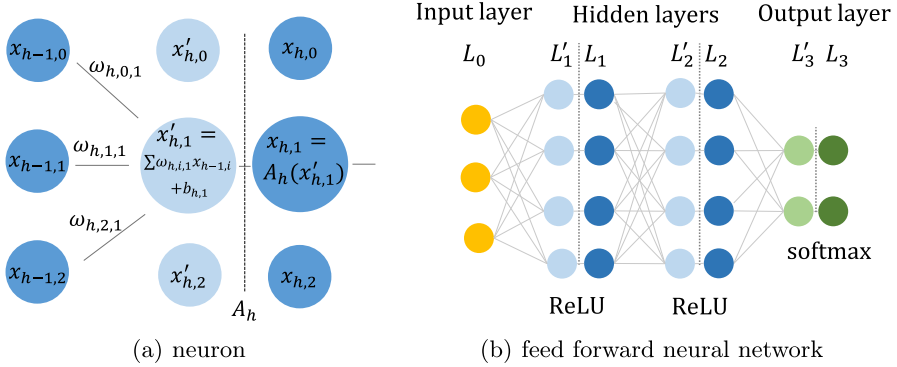 x_{h−1,0}
x′_{h,0}
x_{h,0}
ω_{h,0,1}
x_{h−1,1}
ω_{h,1,1}
x′_{h,1} =
∑ω_{h,i,1}x_{h−1,i}
+b_{h,1}
x_{h,1} =
A_h(x′_{h,1})
ω_{h,2,1}
x_{h−1,2}
x′_{h,2}
x_{h,2}
A_h
(a) neuron
Input layer
Hidden layers
Output layer
L_0
L′_1
L_1
L′_2
L_2
L′_3
L_3
softmax
ReLU
ReLU
(b) feed forward neural network